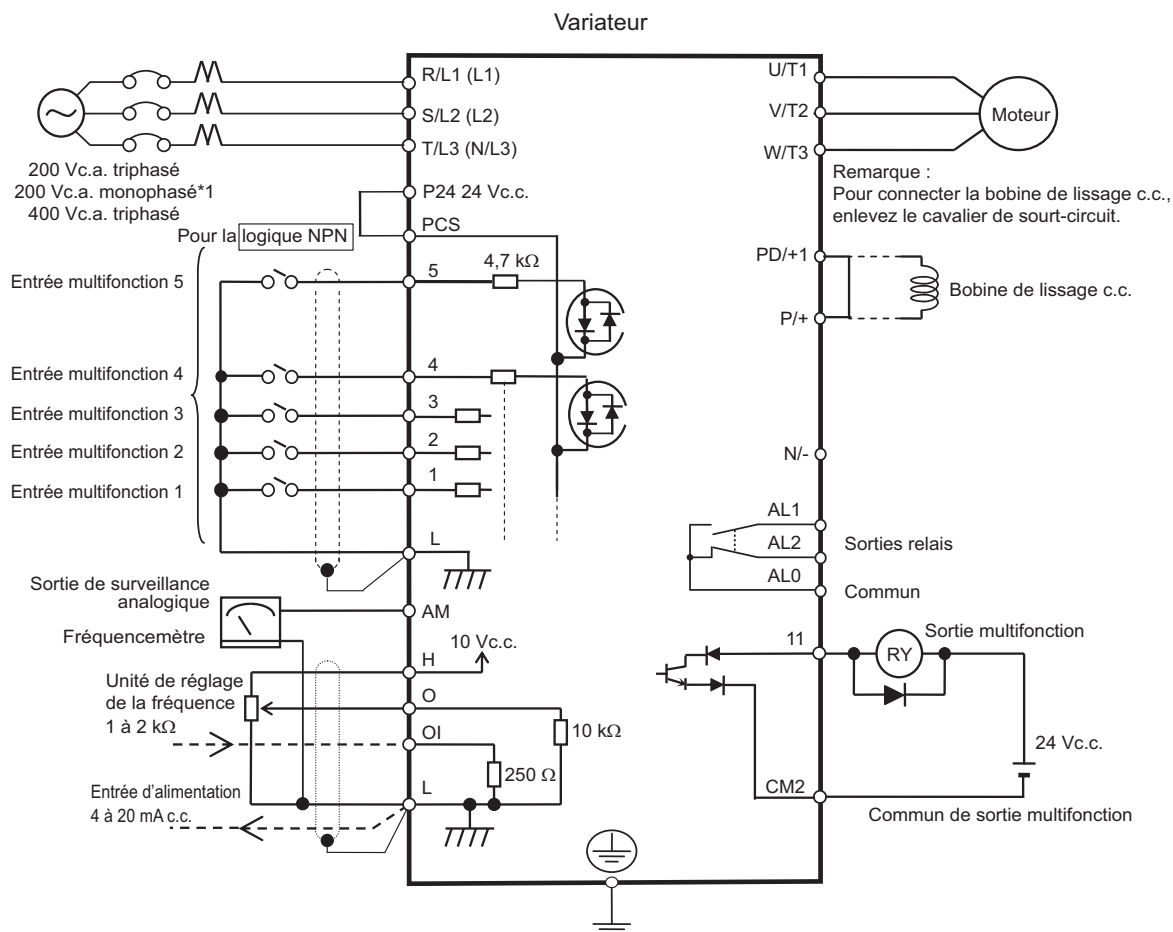 Variateur
R/L1 (L1)
S/L2 (L2)
T/L3 (N/L3)
200 Vc.a. triphasé
200 Vc.a. monophasé*1
400 Vc.a. triphasé
P24 24 Vc.c.
Pour la logique NPN
PCS
Entrée multifonction 5
5
4,7 kΩ
Entrée multifonction 4
4
Entrée multifonction 3
3
Entrée multifonction 2
2
Entrée multifonction 1
1
L
Sortie de surveillance
analogique
Fréquencemètre
AM
10 Vc.c.
H
Unité de réglage
de la fréquence
1 à 2 kΩ
O
10 kΩ
OI
250 Ω
L
Entrée d'alimentation
4 à 20 mA c.c.
U/T1
V/T2
W/T3
Moteur
Remarque :
Pour connecter la bobine de lissage c.c.,
enlevez le cavalier de sourt-circuit.
PD/+1
P/+
Bobine de lissage c.c.
N/-
AL1
AL2
Sorties relais
AL0
Commun
11
RY
Sortie multifonction
24 Vc.c.
CM2
Commun de sortie multifonction